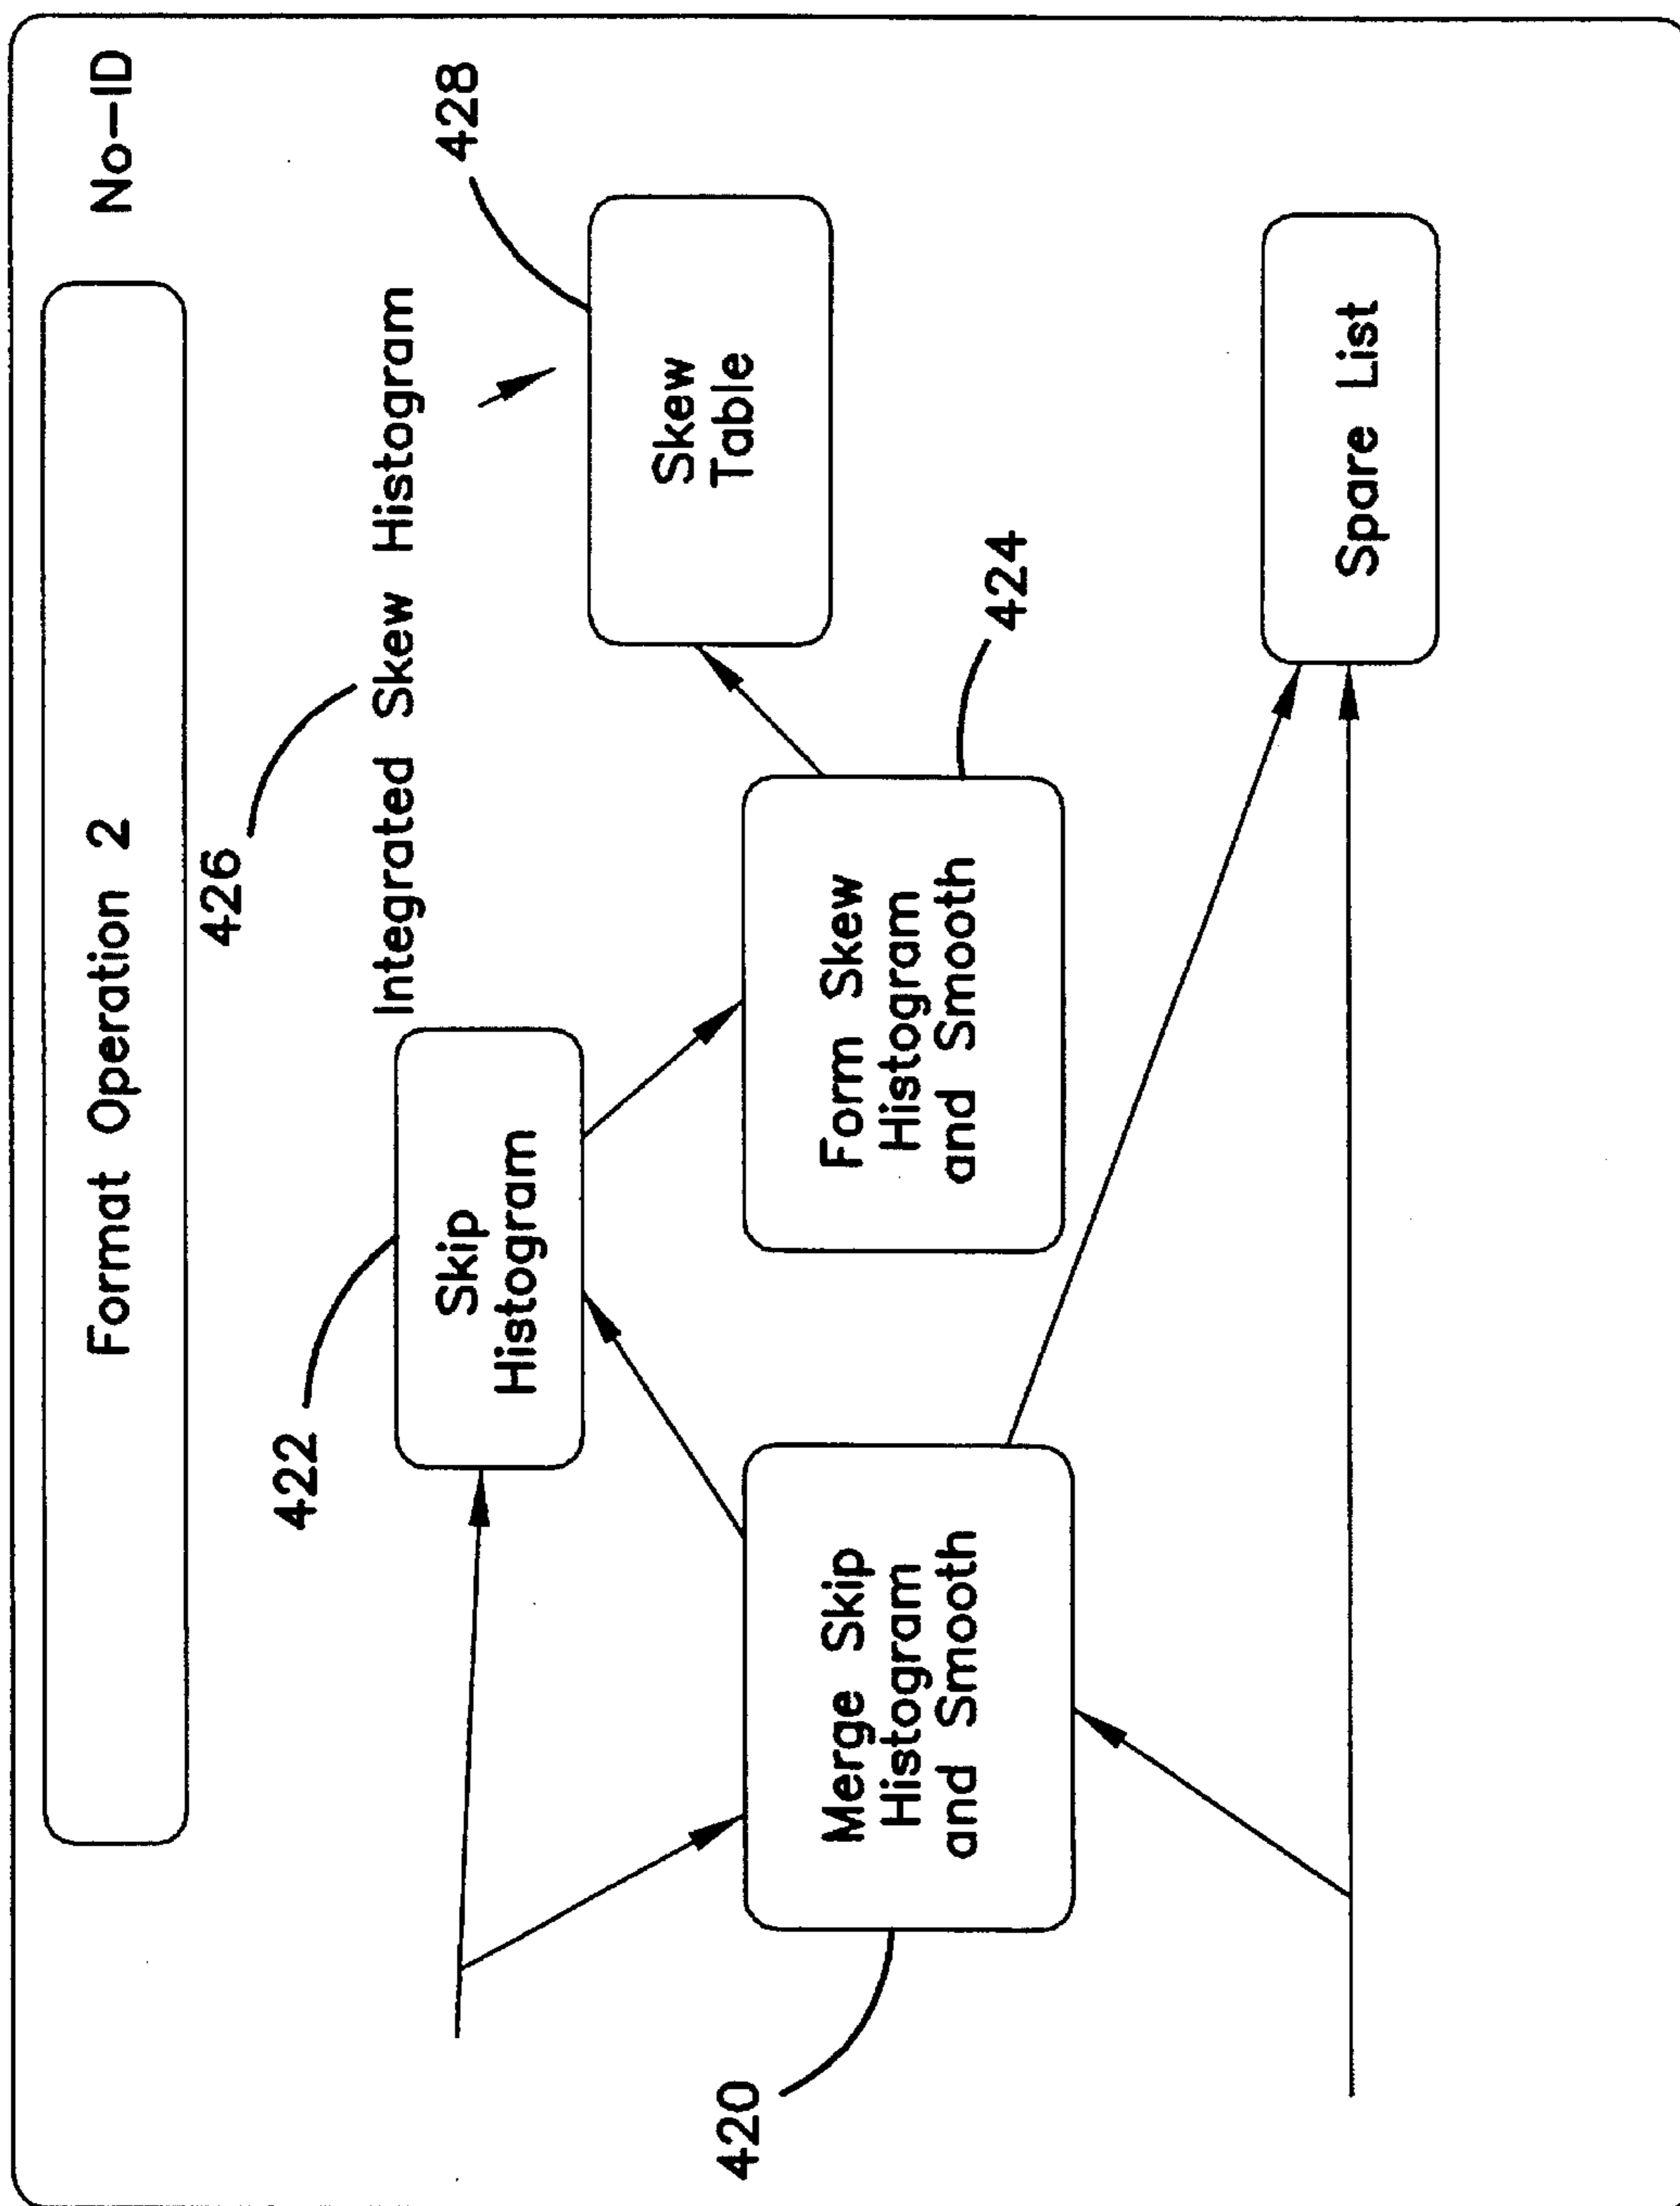 No-ID
Format Operation 2
426
Integrated Skew Histogram
428
422
Skip
Histogram
Skew
Table
420
Merge Skip
Histogram
and Smooth
Form Skew
Histogram
and Smooth
424
Spare List